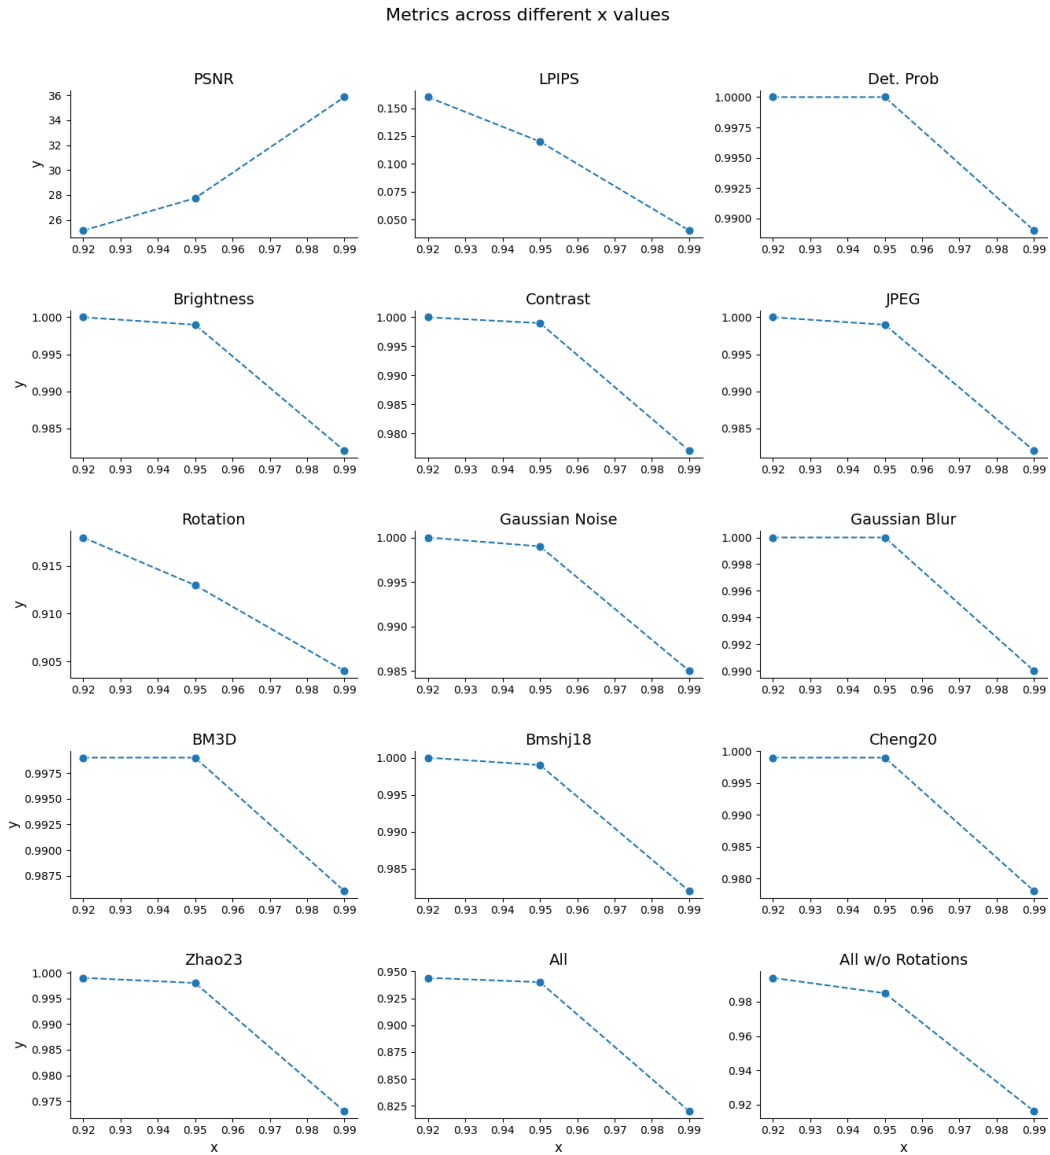 Metrics across different x values
PSNR
LPIPS
Det. Prob
36
34
32
30
28
26
y
0.92 0.93 0.94 0.95 0.96 0.97 0.98 0.99
0.150
0.125
0.100
0.075
0.050
0.92 0.93 0.94 0.95 0.96 0.97 0.98 0.99
1.0000
0.9975
0.9950
0.9925
0.9900
0.92 0.93 0.94 0.95 0.96 0.97 0.98 0.99
Brightness
Contrast
JPEG
1.000
0.995
0.990
0.985
y
0.92 0.93 0.94 0.95 0.96 0.97 0.98 0.99
1.000
0.995
0.990
0.985
0.980
0.92 0.93 0.94 0.95 0.96 0.97 0.98 0.99
1.000
0.995
0.990
0.985
0.92 0.93 0.94 0.95 0.96 0.97 0.98 0.99
Rotation
Gaussian Noise
Gaussian Blur
0.915
0.910
0.905
y
0.92 0.93 0.94 0.95 0.96 0.97 0.98 0.99
1.000
0.995
0.990
0.985
0.92 0.93 0.94 0.95 0.96 0.97 0.98 0.99
1.000
0.998
0.996
0.994
0.992
0.990
0.92 0.93 0.94 0.95 0.96 0.97 0.98 0.99
BM3D
Bmshj18
Cheng20
0.9975
0.9950
0.9925
0.9900
0.9875
y
0.92 0.93 0.94 0.95 0.96 0.97 0.98 0.99
1.000
0.995
0.990
0.985
0.92 0.93 0.94 0.95 0.96 0.97 0.98 0.99
1.000
0.995
0.990
0.985
0.980
0.92 0.93 0.94 0.95 0.96 0.97 0.98 0.99
Zhao23
All
All w/o Rotations
1.000
0.995
0.990
0.985
0.980
0.975
y
0.92 0.93 0.94 0.95 0.96 0.97 0.98 0.99
x
0.950
0.925
0.900
0.875
0.850
0.825
0.92 0.93 0.94 0.95 0.96 0.97 0.98 0.99
x
0.98
0.96
0.94
0.92
0.92 0.93 0.94 0.95 0.96 0.97 0.98 0.99
x